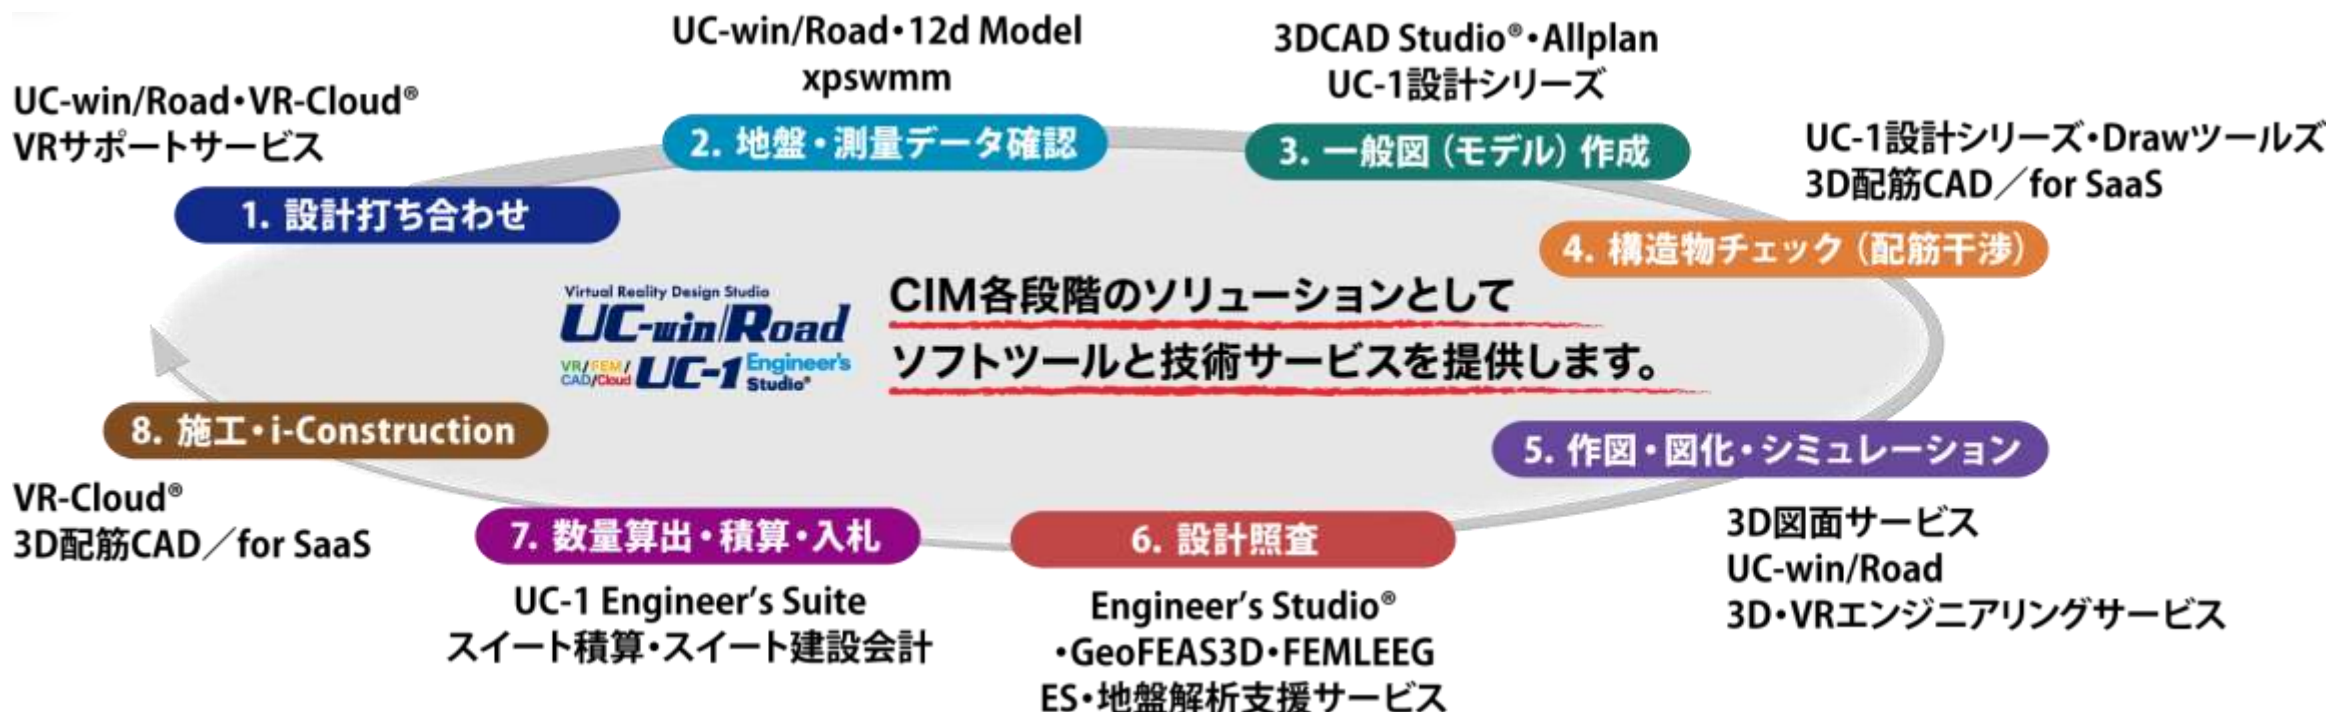 UC-win/Road・VR-Cloud®
VRサポートサービス
1. 設計打ち合わせ
UC-win/Road・12d Model
xpswmm
2. 地盤・測量データ確認
3DCAD Studio®・Allplan
UC-1設計シリーズ
3. 一般図（モデル）作成
UC-1設計シリーズ・Drawツールズ
3D配筋CAD／for SaaS
4. 構造物チェック（配筋干渉）
Virtual Reality Design Studio
UC-win/Road
VR/FEM/
CAD/Cloud
UC-1
Engineer's
Studio®
CIM各段階のソリューションとして
ソフトツールと技術サービスを提供します。
5. 作図・図化・シミュレーション
3D図面サービス
UC-win/Road
3D・VRエンジニアリングサービス
6. 設計照査
Engineer's Studio®
・GeoFEAS3D・FEMLEEG
ES・地盤解析支援サービス
7. 数量算出・積算・入札
UC-1 Engineer's Suite
スイート積算・スイート建設会計
8. 施工・i-Construction
VR-Cloud®
3D配筋CAD／for SaaS